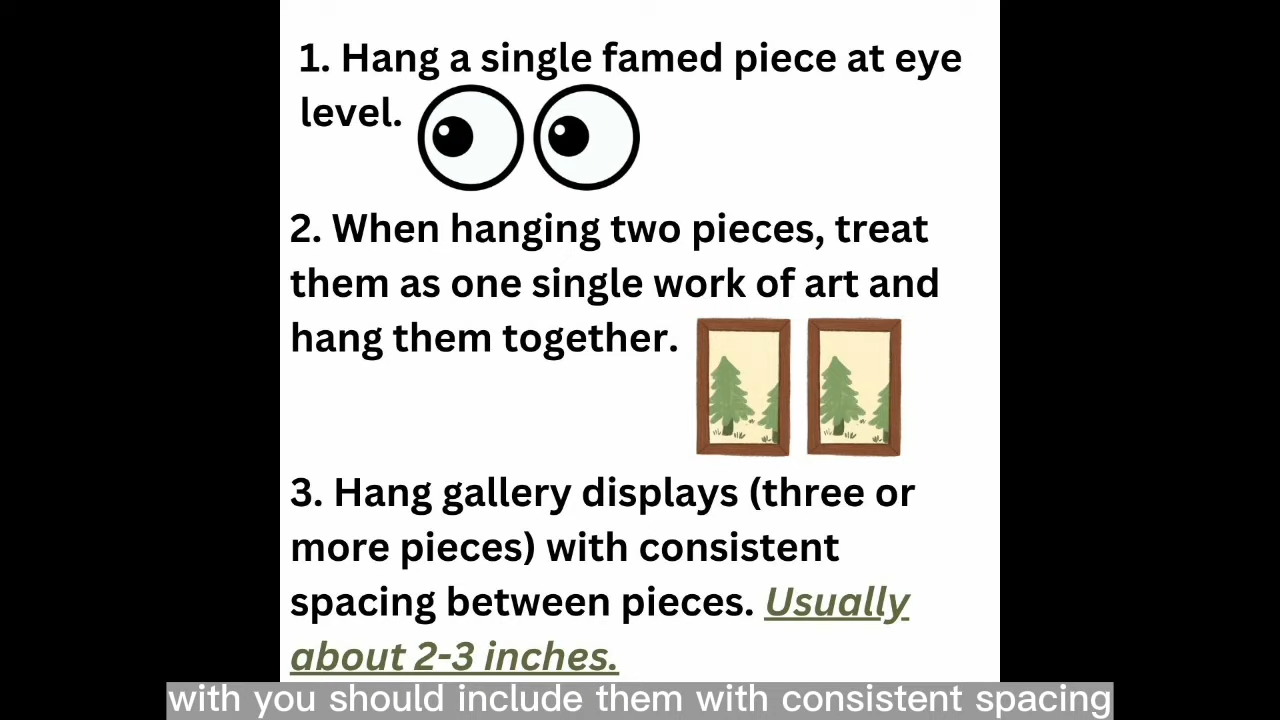 1. Hang a single famed piece at eye
level.
2. When hanging two pieces, treat
them as one single work of art and
hang them together.
3. Hang gallery displays (three or
more pieces) with consistent
spacing between pieces. Usually
about 2-3 inches.
with you should include them with consistent spacing